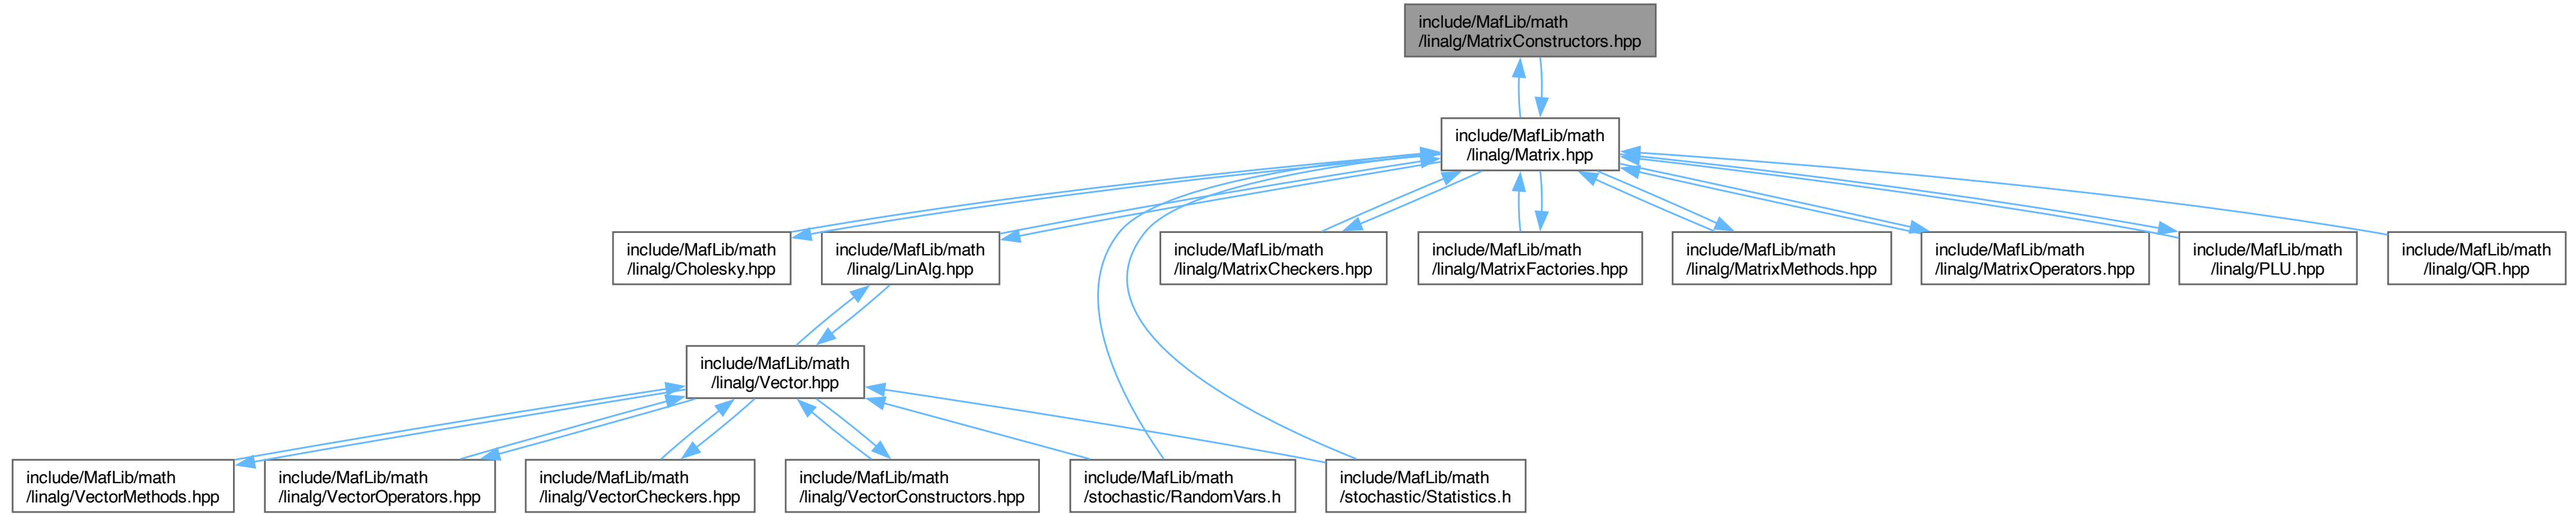 include/MafLib/math
/linalg/MatrixConstructors.hpp
include/MafLib/math
/linalg/Matrix.hpp
include/MafLib/math
/linalg/Cholesky.hpp
include/MafLib/math
/linalg/LinAlg.hpp
include/MafLib/math
/linalg/MatrixCheckers.hpp
include/MafLib/math
/linalg/MatrixFactories.hpp
include/MafLib/math
/linalg/MatrixMethods.hpp
include/MafLib/math
/linalg/MatrixOperators.hpp
include/MafLib/math
/linalg/PLU.hpp
include/MafLib/math
/linalg/QR.hpp
include/MafLib/math
/linalg/Vector.hpp
include/MafLib/math
/linalg/VectorMethods.hpp
include/MafLib/math
/linalg/VectorOperators.hpp
include/MafLib/math
/linalg/VectorCheckers.hpp
include/MafLib/math
/linalg/VectorConstructors.hpp
include/MafLib/math
/stochastic/RandomVars.h
include/MafLib/math
/stochastic/Statistics.h